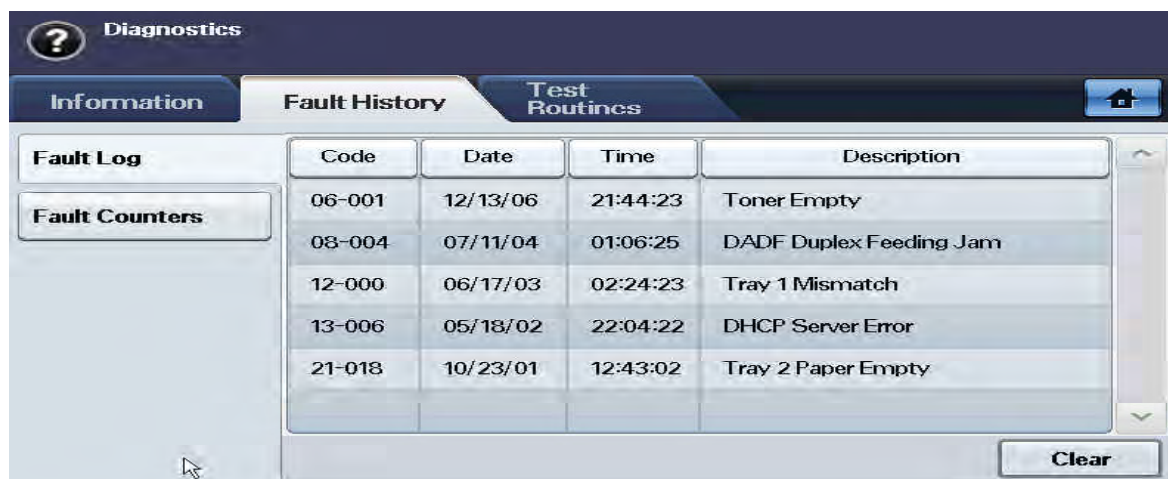 Diagnostics
Information
Fault History
Test
Routines
Fault Log
Fault Counters
Code Date Time Description
06-001 12/13/06 21:44:23 Toner Empty
08-004 07/11/04 01:06:25 DADF Duplex Feeding Jam
12-000 06/17/03 02:24:23 Tray 1 Mismatch
13-006 05/18/02 22:04:22 DHCP Server Error
21-018 10/23/01 12:43:02 Tray 2 Paper Empty
Clear